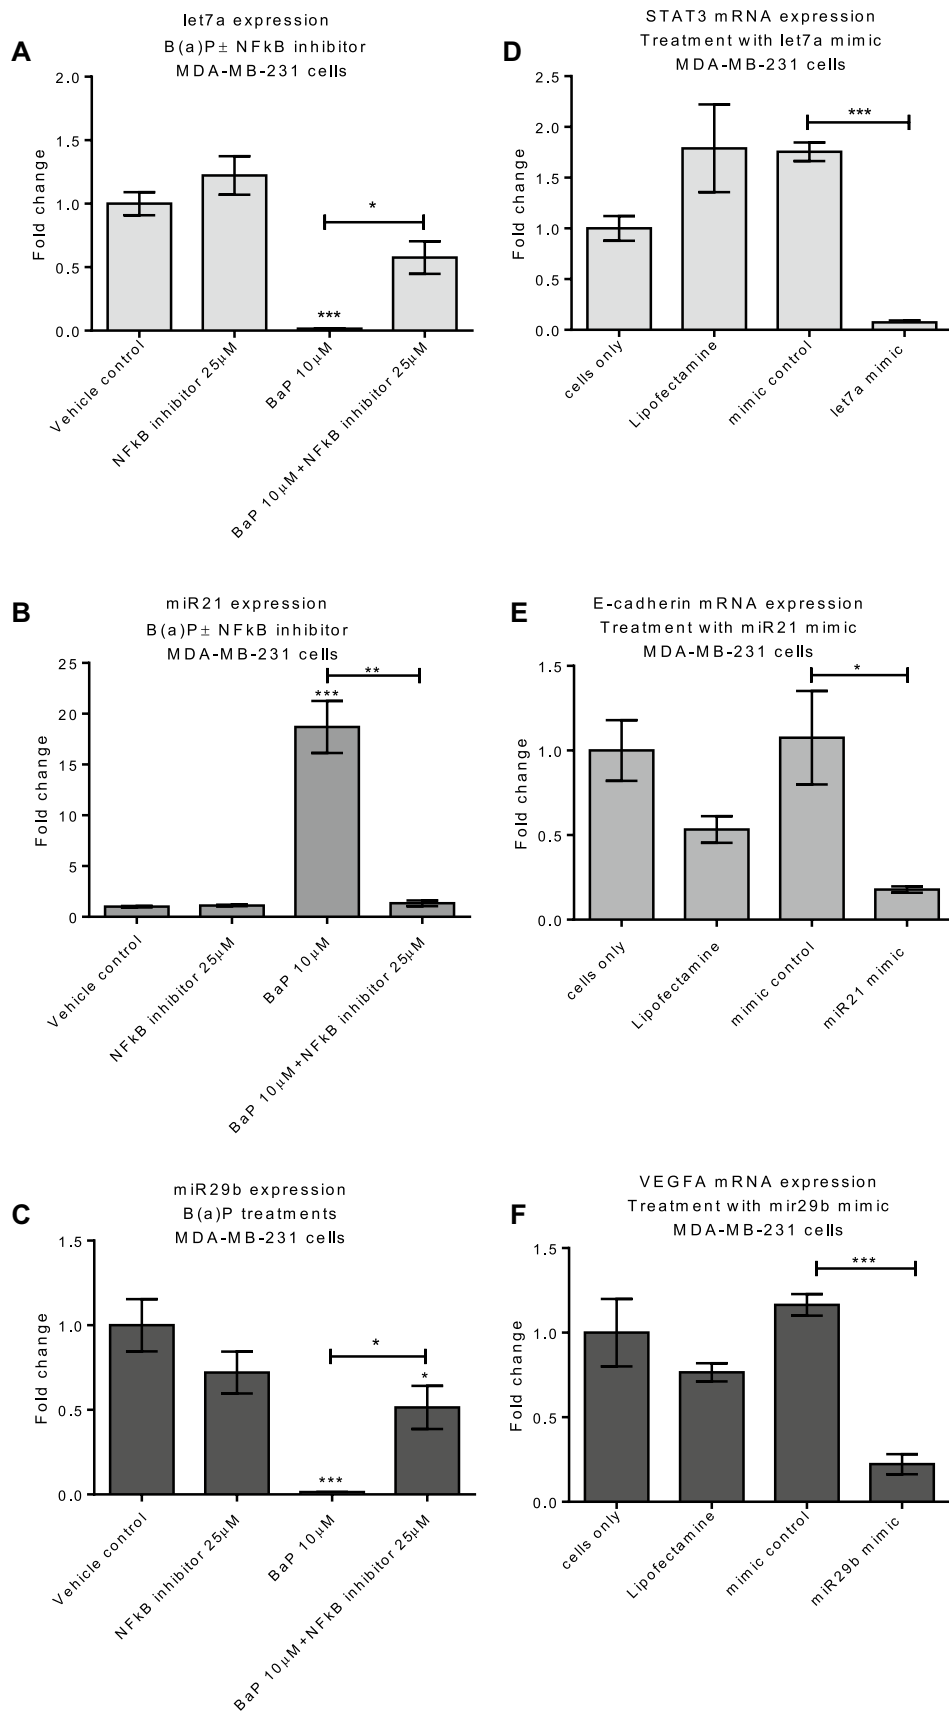 A
let7a expression
B(a)P± NFkB inhibitor
MDA-MB-231 cells
Fold change
2.0
1.5
1.0
0.5
0.0
*
***
Vehicle control
NFkB inhibitor 25µM
BaP 10µM
BaP 10µM+NFkB inhibitor 25µM
D
STAT3 mRNA expression
Treatment with let7a mimic
MDA-MB-231 cells
Fold change
2.5
2.0
1.5
1.0
0.5
0.0
***
cells only
Lipofectamine
mimic control
let7a mimic
B
miR21 expression
B(a)P± NFkB inhibitor
MDA-MB-231 cells
Fold change
25
20
15
10
5
0
**
***
Vehicle control
NFkB inhibitor 25µM
BaP 10µM
BaP 10µM+NFkB inhibitor 25µM
E
E-cadherin mRNA expression
Treatment with miR21 mimic
MDA-MB-231 cells
Fold change
1.5
1.0
0.5
0.0
*
cells only
Lipofectamine
mimic control
miR21 mimic
C
miR29b expression
B(a)P treatments
MDA-MB-231 cells
Fold change
1.5
1.0
0.5
0.0
*
*
***
Vehicle control
NFkB inhibitor 25µM
BaP 10µM
BaP 10µM+NFkB inhibitor 25µM
F
VEGFA mRNA expression
Treatment with mir29b mimic
MDA-MB-231 cells
Fold change
1.5
1.0
0.5
0.0
***
cells only
Lipofectamine
mimic control
miR29b mimic